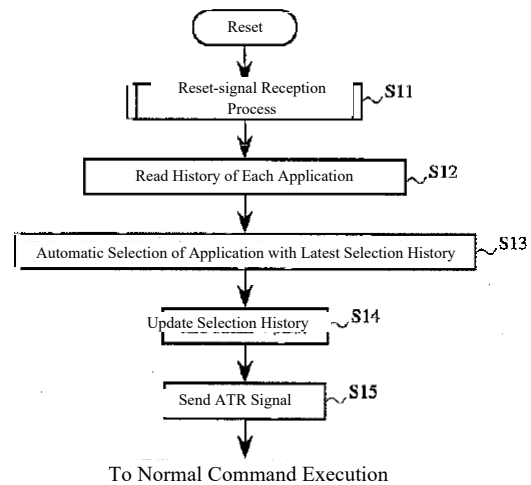 Reset
Reset-signal Reception
Process
S11
Read History of Each Application
S12
Automatic Selection of Application with Latest Selection History
S13
Update Selection History
S14
Send ATR Signal
S15
To Normal Command Execution